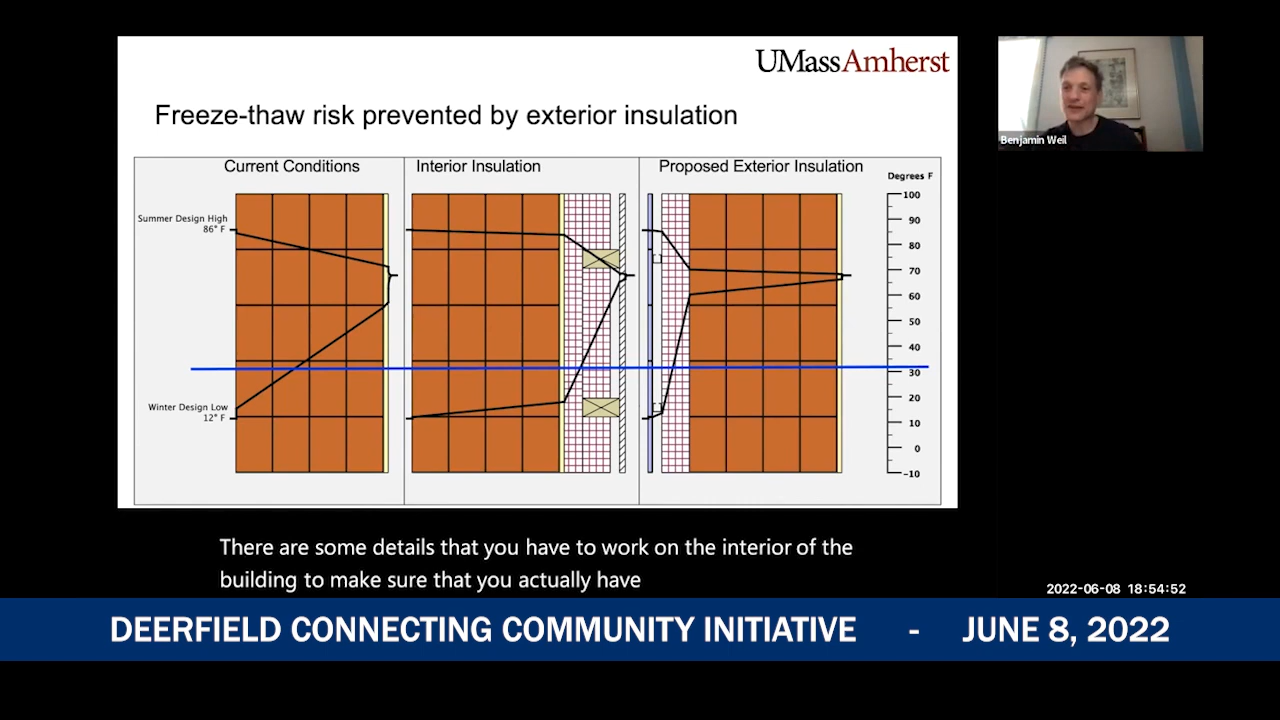 UMassAmherst
Freeze-thaw risk prevented by exterior insulation
Current Conditions
Interior Insulation
Proposed Exterior Insulation
Degrees F
Summer Design High
86° F
Winter Design Low
12° F
100
90
80
70
60
50
40
30
20
10
0
-10
Benjamin Weil
There are some details that you have to work on the interior of the
building to make sure that you actually have
2022-06-08 18:54:52
DEERFIELD CONNECTING COMMUNITY INITIATIVE - JUNE 8, 2022